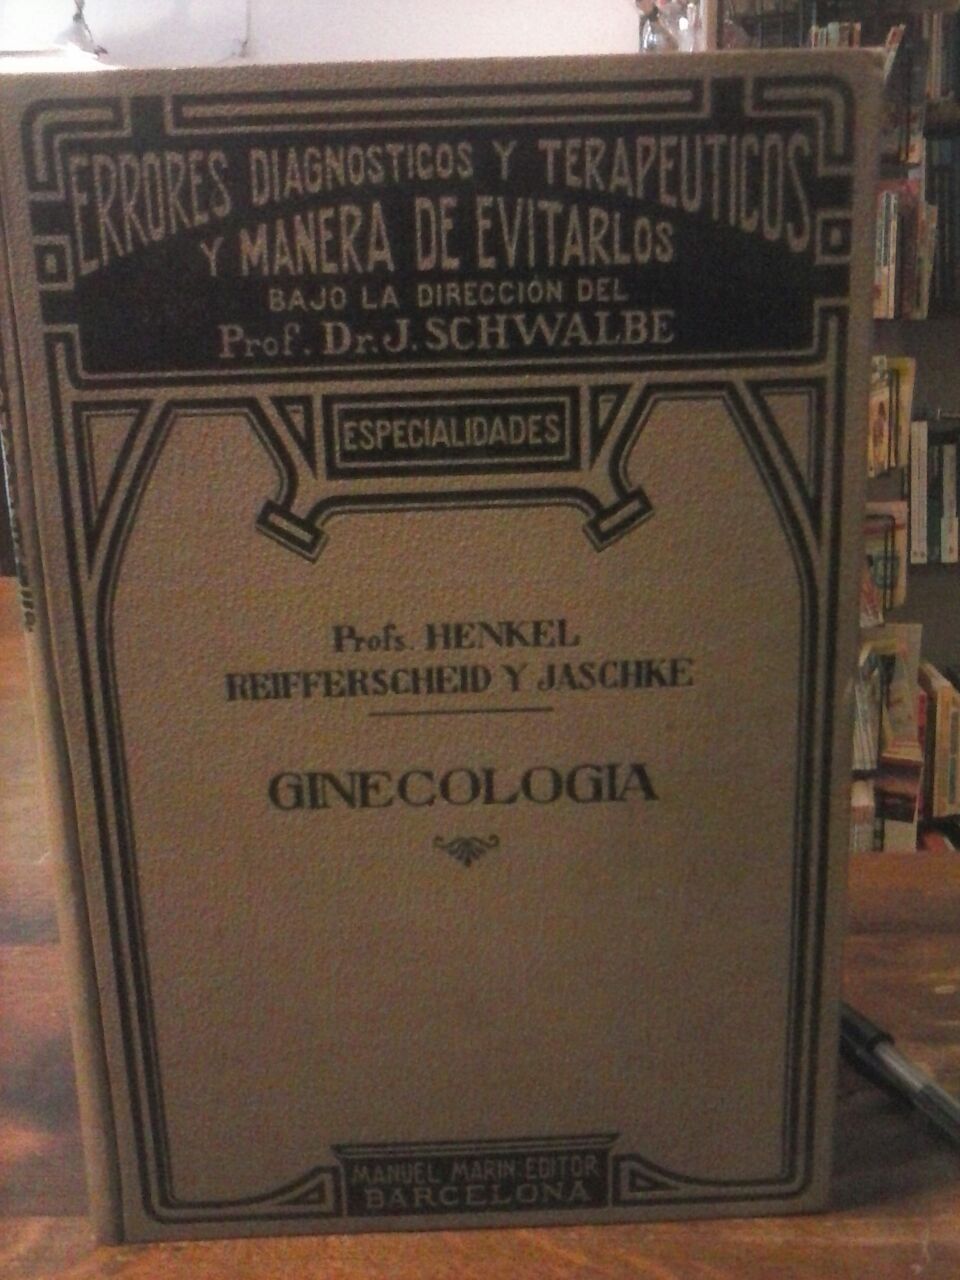 ERRORES DIAGNOSTICOS Y TERAPEUTICOS
Y MANERA DE EVITARLOS
BAJO LA DIRECCIÓN DEL
Prof. Dr. J. SCHWALBE
ESPECIALIDADES
Profs. HENKEL
REIFFERSCHEID Y JASCHKE
GINECOLOGIA
MANUEL MARIN. EDITOR
BARCELONA